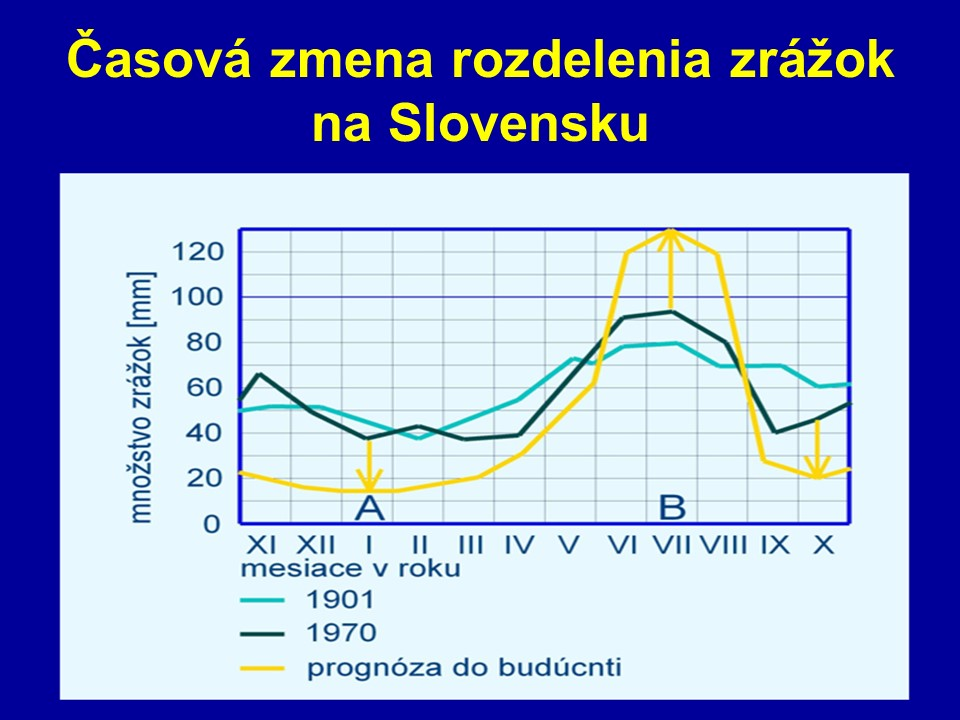 Časová zmena rozdelenia zrážok
na Slovensku
množstvo zrážok [mm]
120
100
80
60
40
20
0
A B
XI XII I II III IV V VI VII VIII IX X
mesiace v roku
1901
1970
prognóza do budúcnti